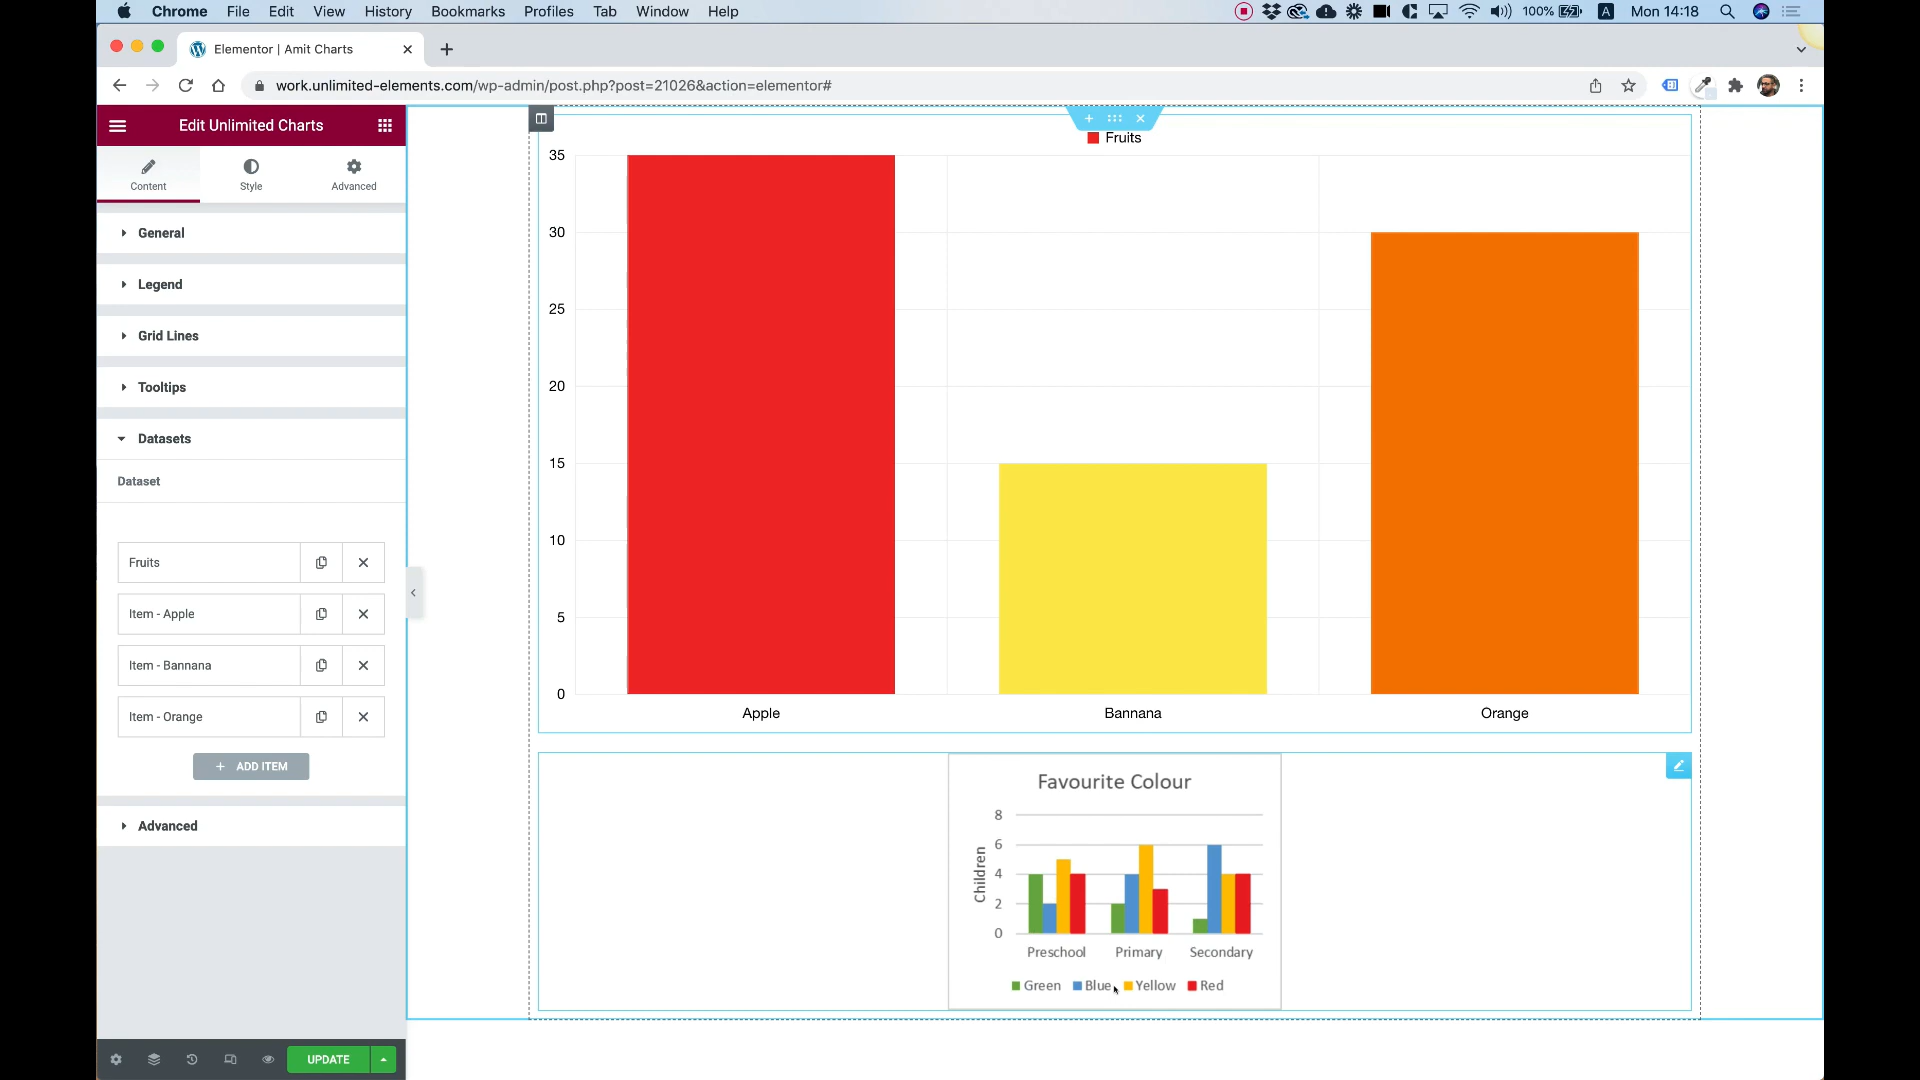 Chrome File Edit View History Bookmarks Profiles Tab Window Help 100% A Mon 14:18
Elementor | Amit Charts
work.unlimited-elements.com/wp-admin/post.php?post=21026&action=elementor#
Edit Unlimited Charts
Content Style Advanced
General
Legend
Grid Lines
Tooltips
Datasets
Dataset
Fruits
Item - Apple
Item - Bannana
Item - Orange
ADD ITEM
Advanced
UPDATE
Fruits
35
30
25
20
15
10
5
0
Apple Bannana Orange
Favourite Colour
Children
8
6
4
2
0
Preschool Primary Secondary
Green Blue Yellow Red